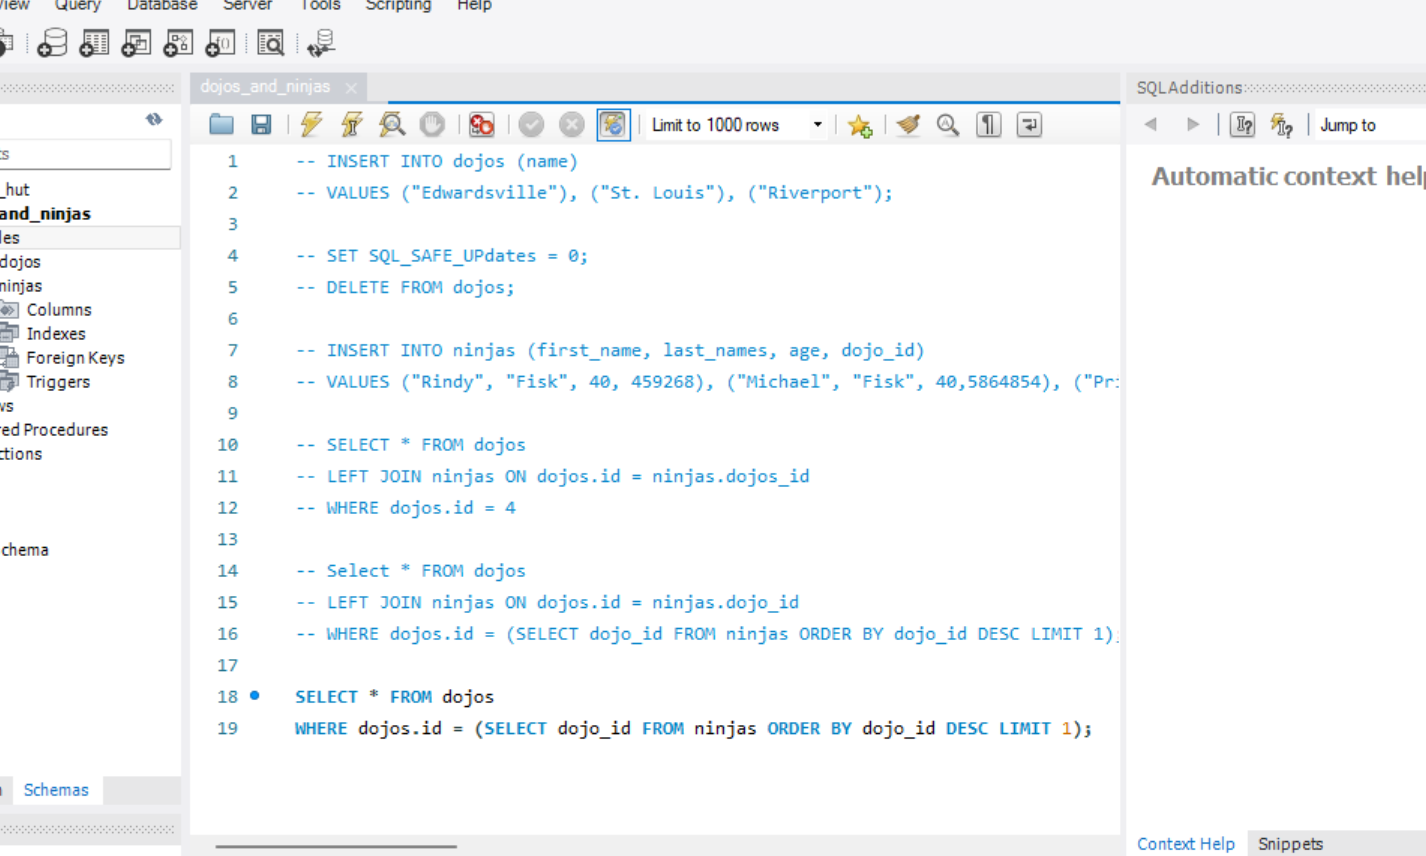 View Query Database Server Tools Scripting Help
dojos_and_ninjas
SQLAdditions
Limit to 1000 rows
Jump to
Automatic context help
_hut
and_ninjas
les
dojos
ninjas
Columns
Indexes
Foreign Keys
Triggers
ws
red Procedures
ctions
chema
Schemas
1 -- INSERT INTO dojos (name)
2 -- VALUES ("Edwardsville"), ("St. Louis"), ("Riverport");
3
4 -- SET SQL_SAFE_UPdates = 0;
5 -- DELETE FROM dojos;
6
7 -- INSERT INTO ninjas (first_name, last_names, age, dojo_id)
8 -- VALUES ("Rindy", "Fisk", 40, 459268), ("Michael", "Fisk", 40,5864854), ("Pr
9
10 -- SELECT * FROM dojos
11 -- LEFT JOIN ninjas ON dojos.id = ninjas.dojos_id
12 -- WHERE dojos.id = 4
13
14 -- Select * FROM dojos
15 -- LEFT JOIN ninjas ON dojos.id = ninjas.dojo_id
16 -- WHERE dojos.id = (SELECT dojo_id FROM ninjas ORDER BY dojo_id DESC LIMIT 1);
17
18 SELECT * FROM dojos
19 WHERE dojos.id = (SELECT dojo_id FROM ninjas ORDER BY dojo_id DESC LIMIT 1);
Context Help Snippets